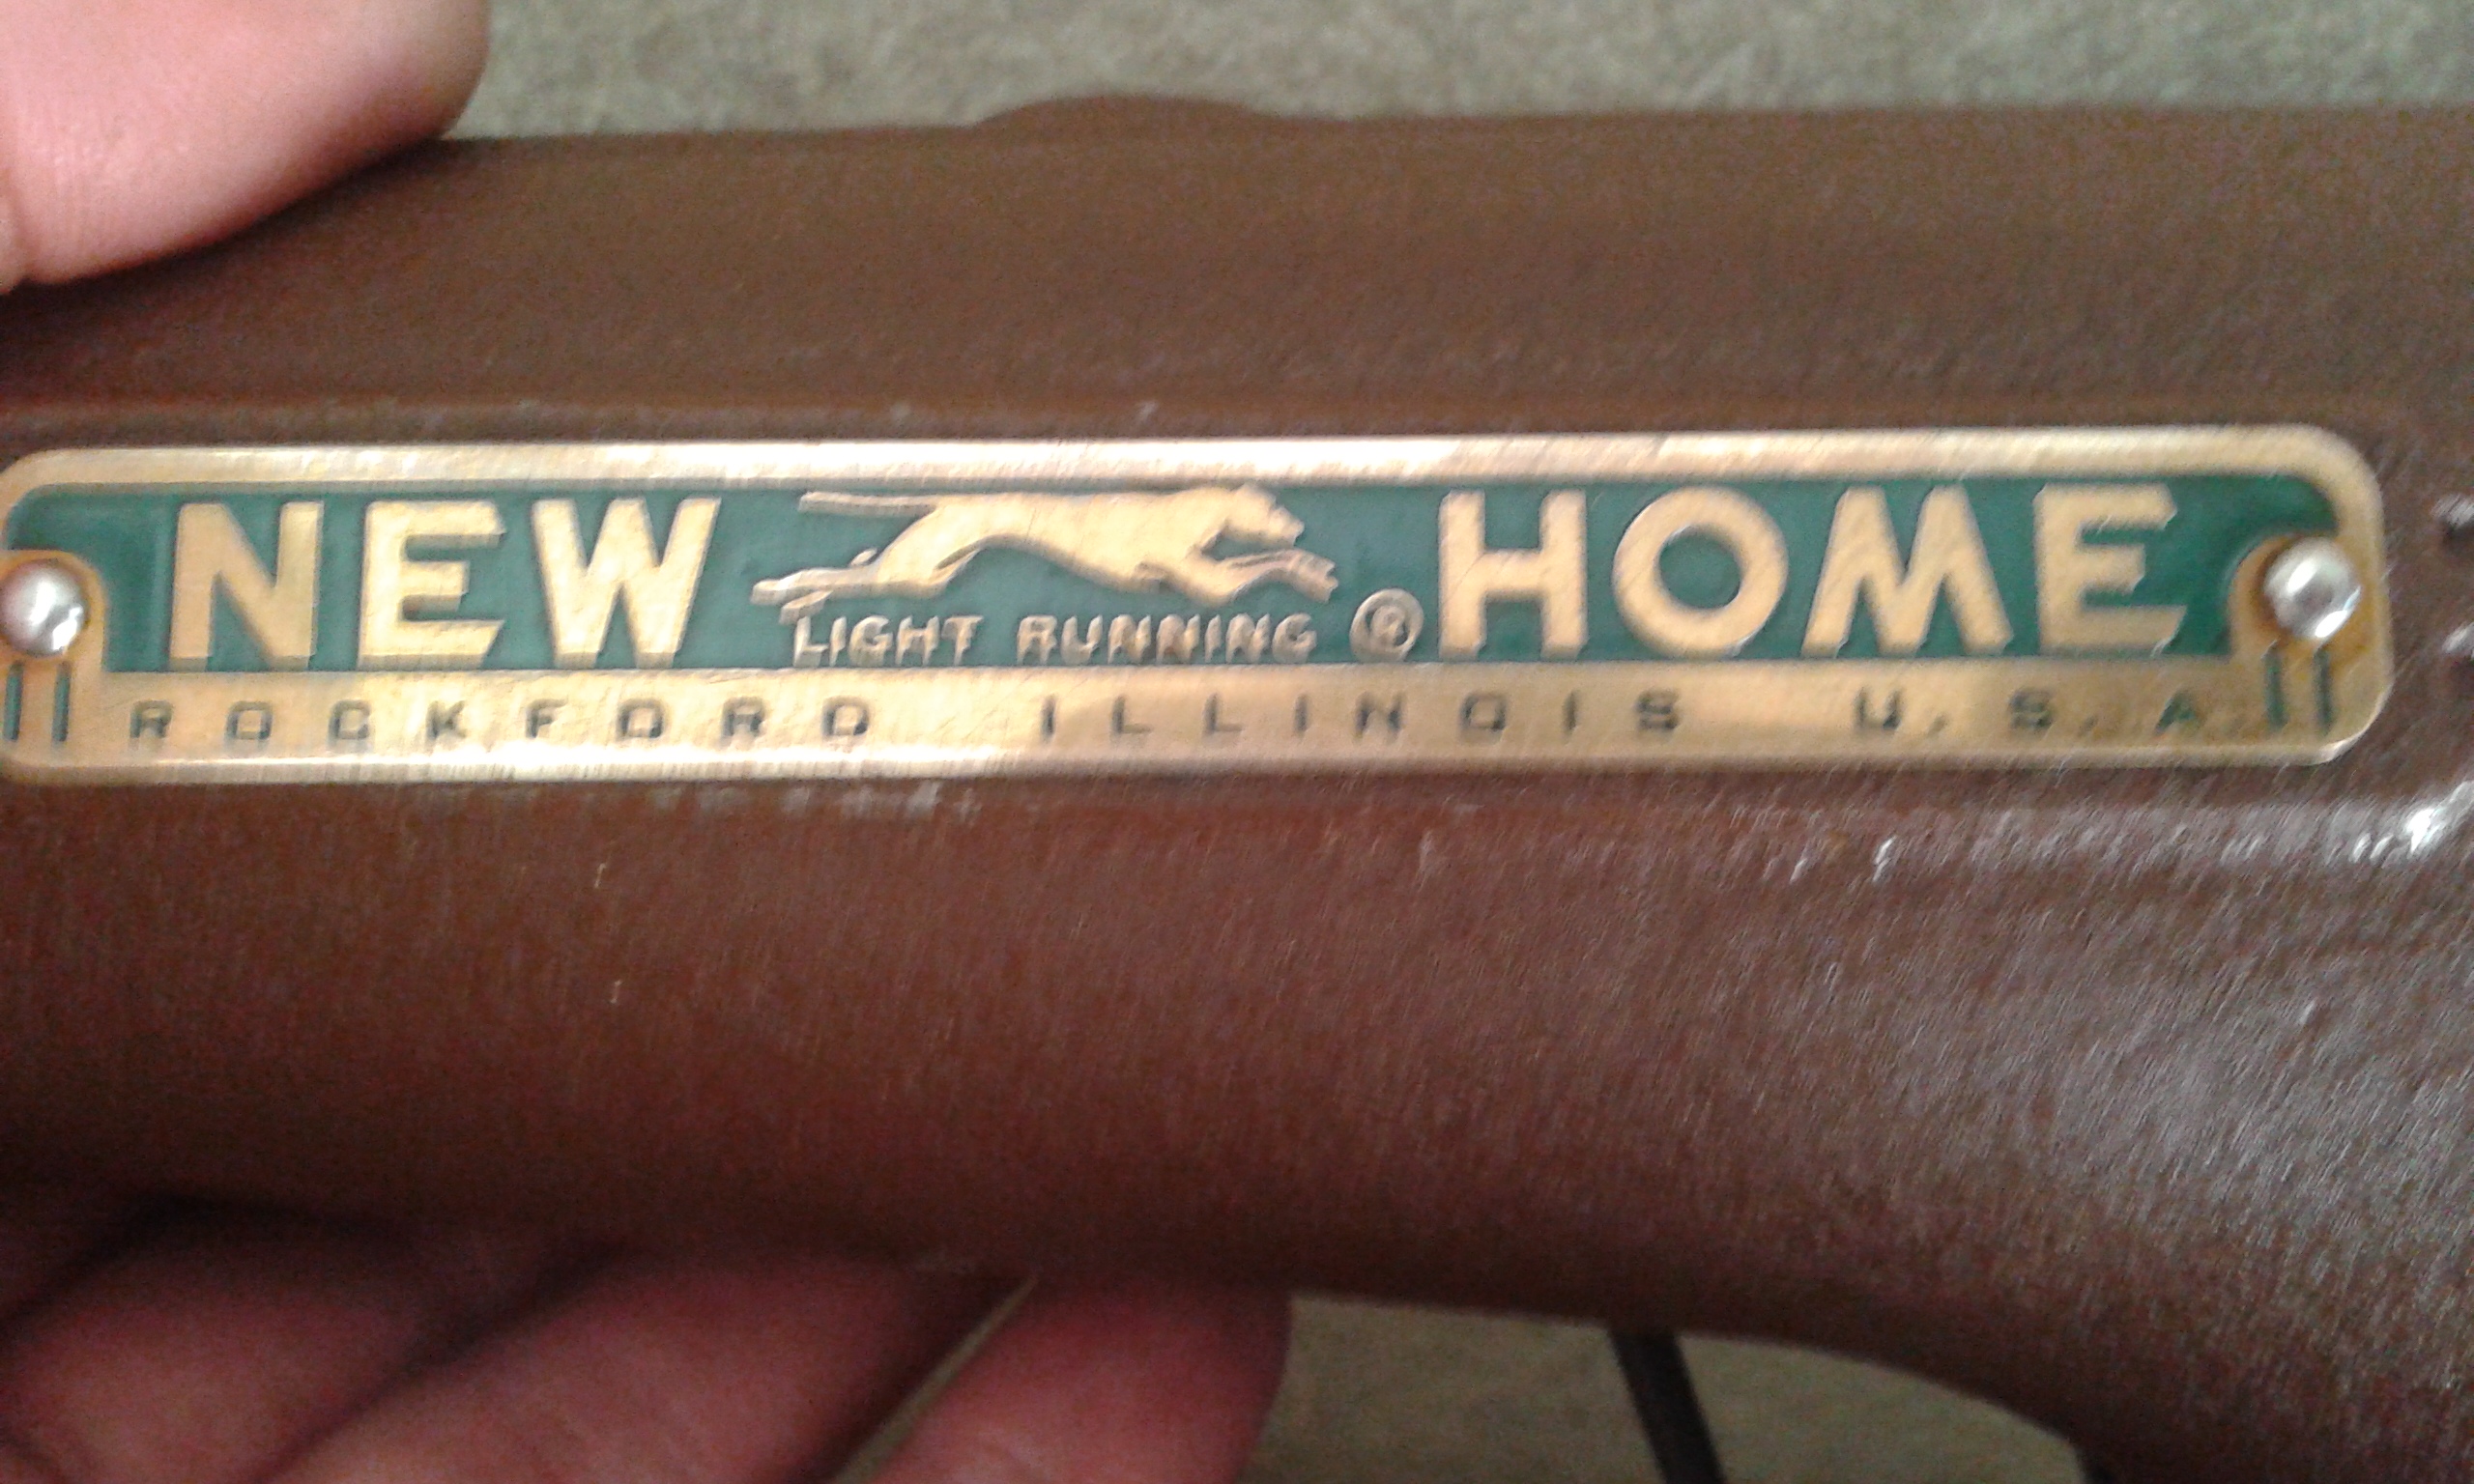 NEW LIGHT RUNNING ® HOME
ROCKFORD ILLINOIS U.S.A.